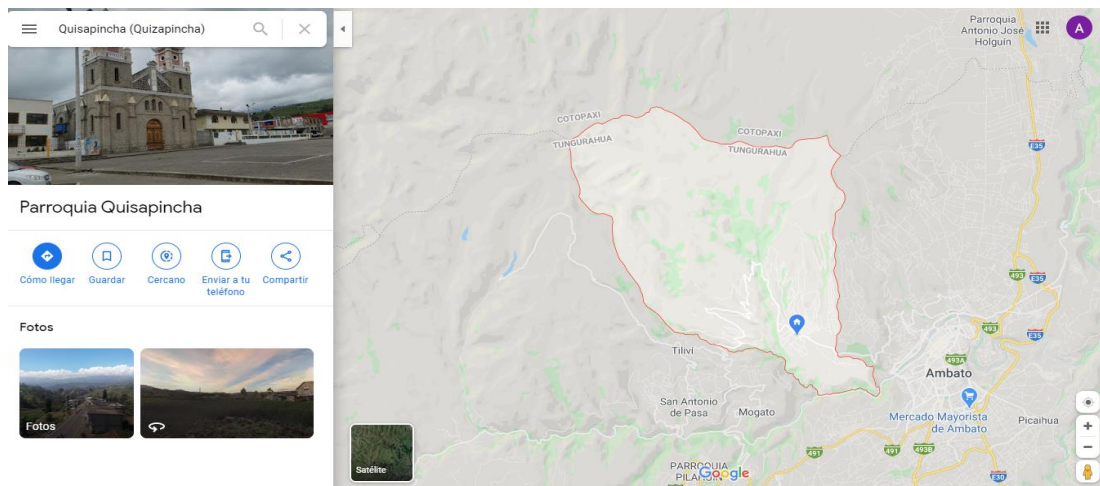 Quisapincha (Quizapincha)
Parroquia Quisapincha
Cómo llegar
Guardar
Cercano
Enviar a tu
teléfono
Compartir
Fotos
Fotos
Satélite
Parroquia
Antonio José
Holguín
A
COTOPAXI
TUNGURAHUA
COTOPAXI
TUNGURAHUA
E35
493
E35
493
E35
493A
Tilivi
Ambato
San Antonio
de Pasa
Mogato
Mercado Mayorista
de Ambato
Picaihua
491
491
493B
E30
PARROQUIA
PILAHUIN
Google